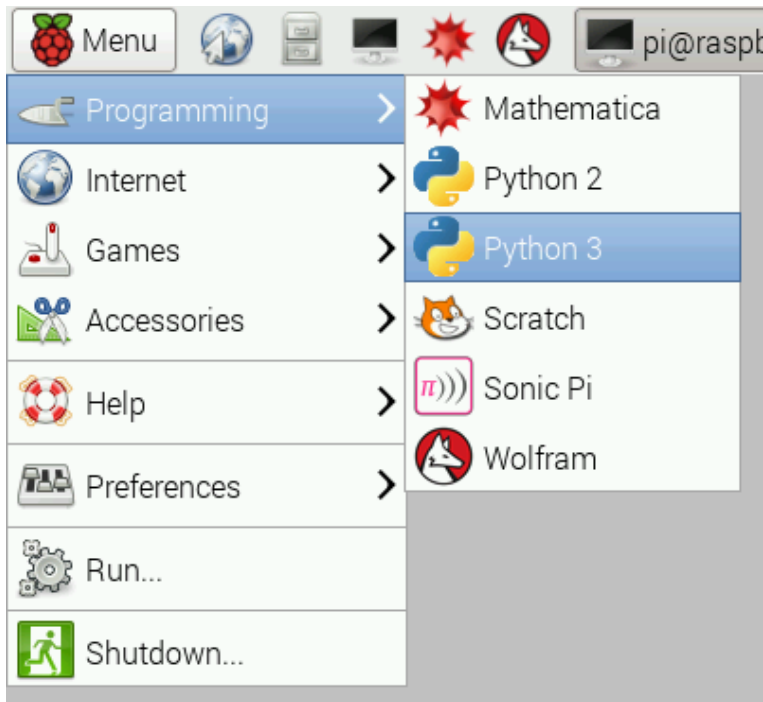 Menu
pi@raspb
Programming
Internet
Games
Accessories
Help
Preferences
Run...
Shutdown...
Mathematica
Python 2
Python 3
Scratch
π)))
Sonic Pi
Wolfram